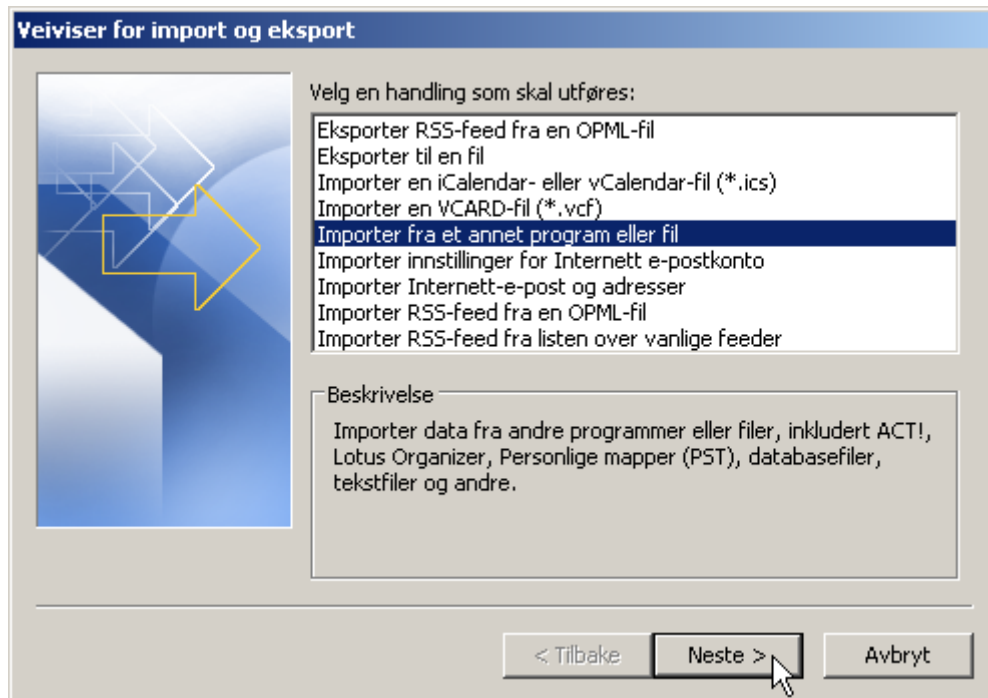 Veiviser for import og eksport
Velg en handling som skal utføres:
Eksporter RSS-feed fra en OPML-fil
Eksporter til en fil
Importer en iCalendar- eller vCalendar-fil (*.ics)
Importer en VCARD-fil (*.vcf)
Importer fra et annet program eller fil
Importer innstillinger for Internett e-postkonto
Importer Internett-e-post og adresser
Importer RSS-feed fra en OPML-fil
Importer RSS-feed fra listen over vanlige feeder
Beskrivelse
Importer data fra andre programmer eller filer, inkludert ACT!,
Lotus Organizer, Personlige mapper (PST), databasefiler,
tekstfiler og andre.
< Tilbake
Neste >
Avbryt